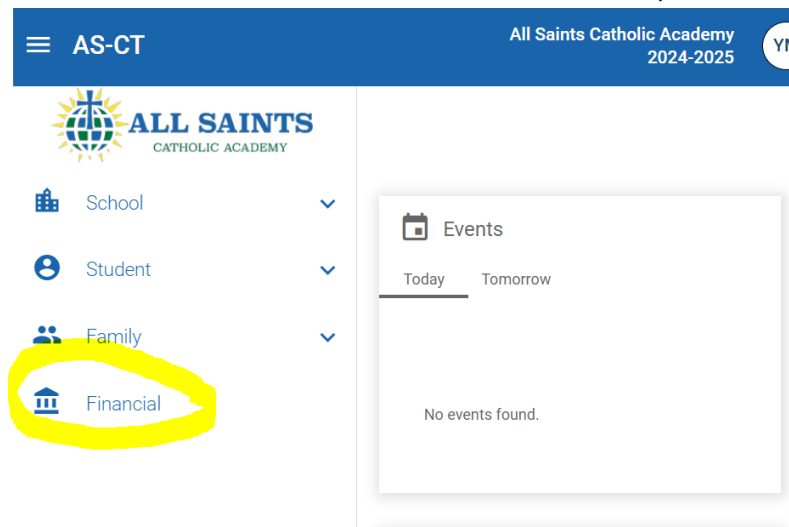 AS-CT
All Saints Catholic Academy
2024-2025
ALL SAINTS
CATHOLIC ACADEMY
School
Student
Family
Financial
Events
Today Tomorrow
No events found.